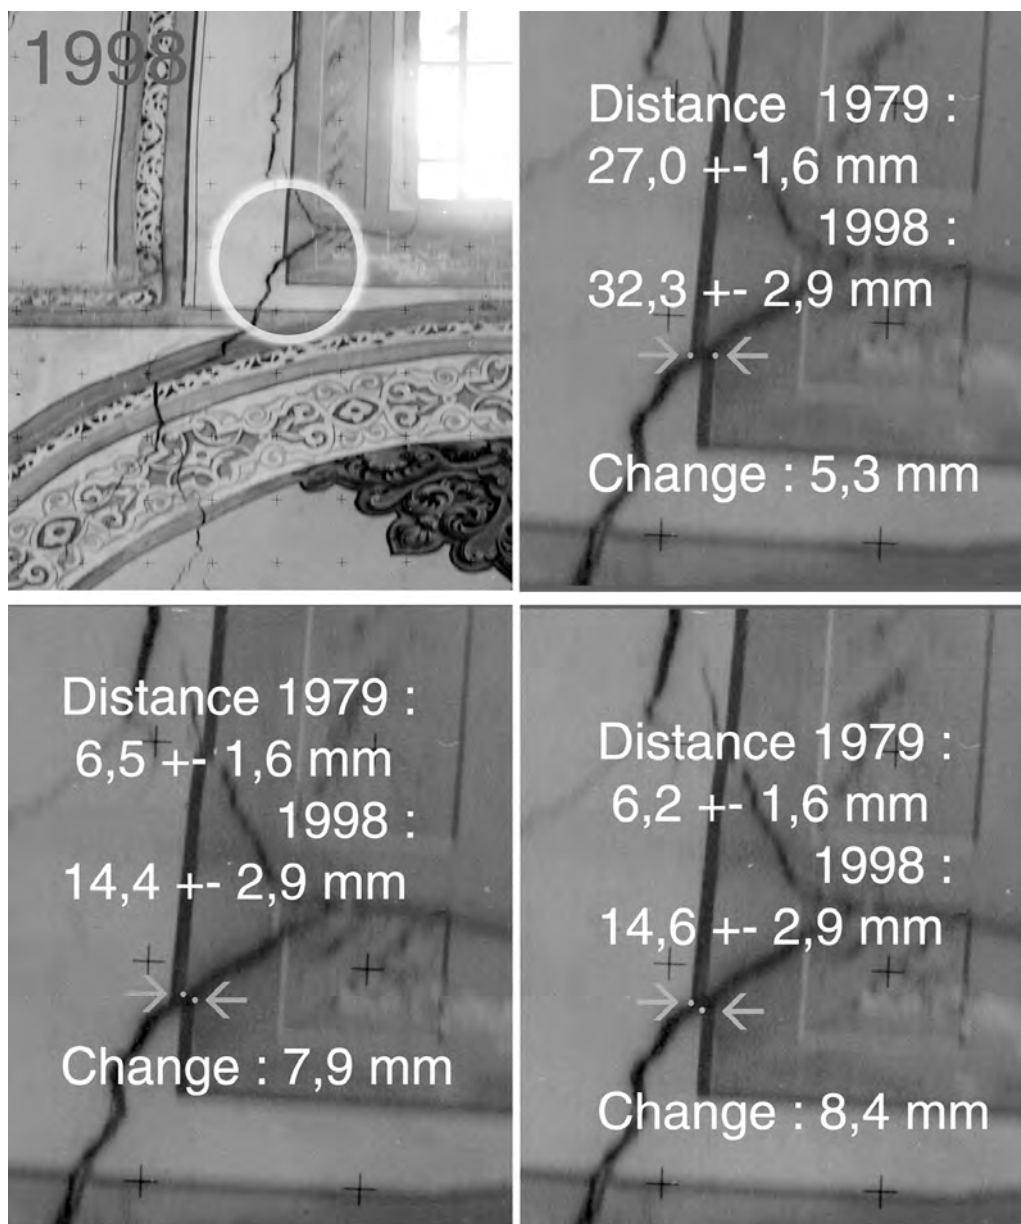 1998
Distance 1979 :
27,0 +-1,6 mm
1998 :
32,3 +- 2,9 mm
Change : 5,3 mm
Distance 1979 :
6,5 +- 1,6 mm
1998 :
14,4 +- 2,9 mm
Change : 7,9 mm
Distance 1979 :
6,2 +- 1,6 mm
1998 :
14,6 +- 2,9 mm
Change : 8,4 mm